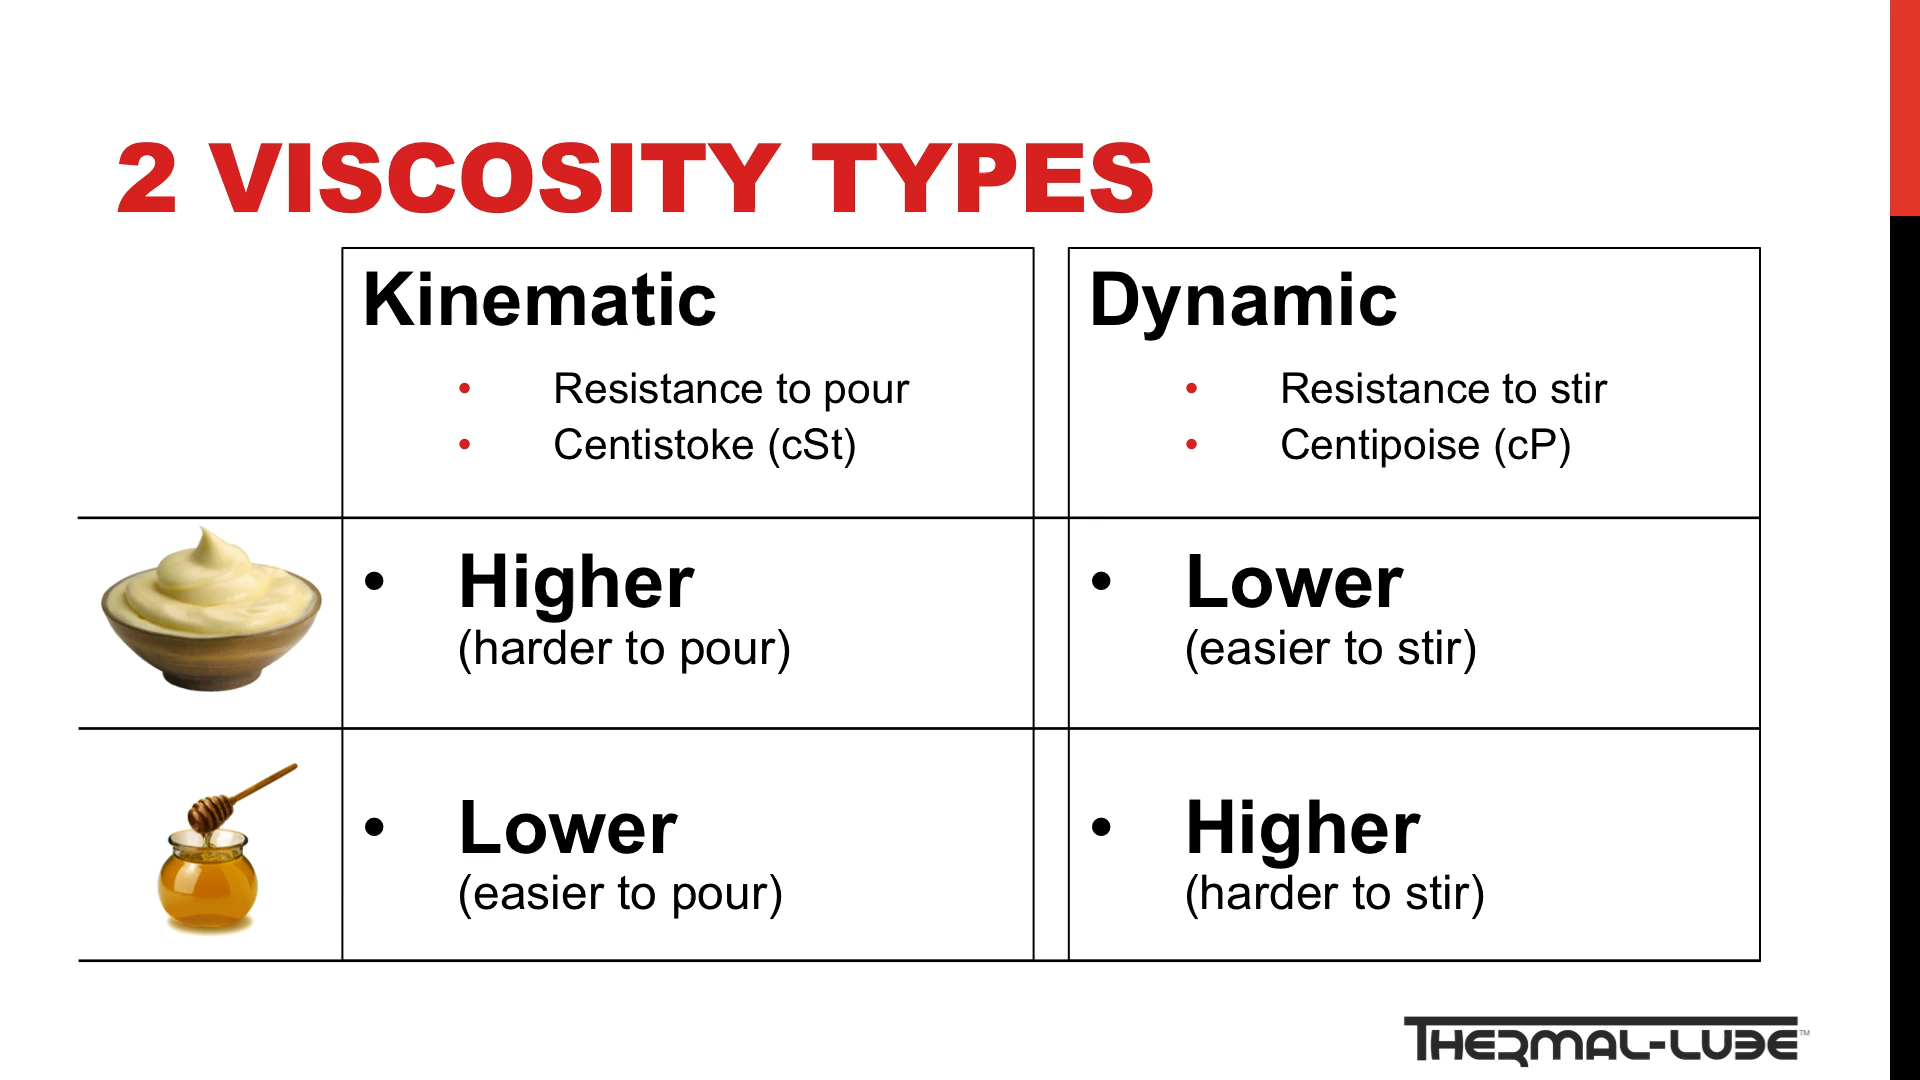 2 VISCOSITY TYPES
Kinematic
• Resistance to pour
• Centistoke (cSt)
Dynamic
• Resistance to stir
• Centipoise (cP)
• Higher
(harder to pour)
• Lower
(easier to stir)
• Lower
(easier to pour)
• Higher
(harder to stir)
THERMAL-LUBE™